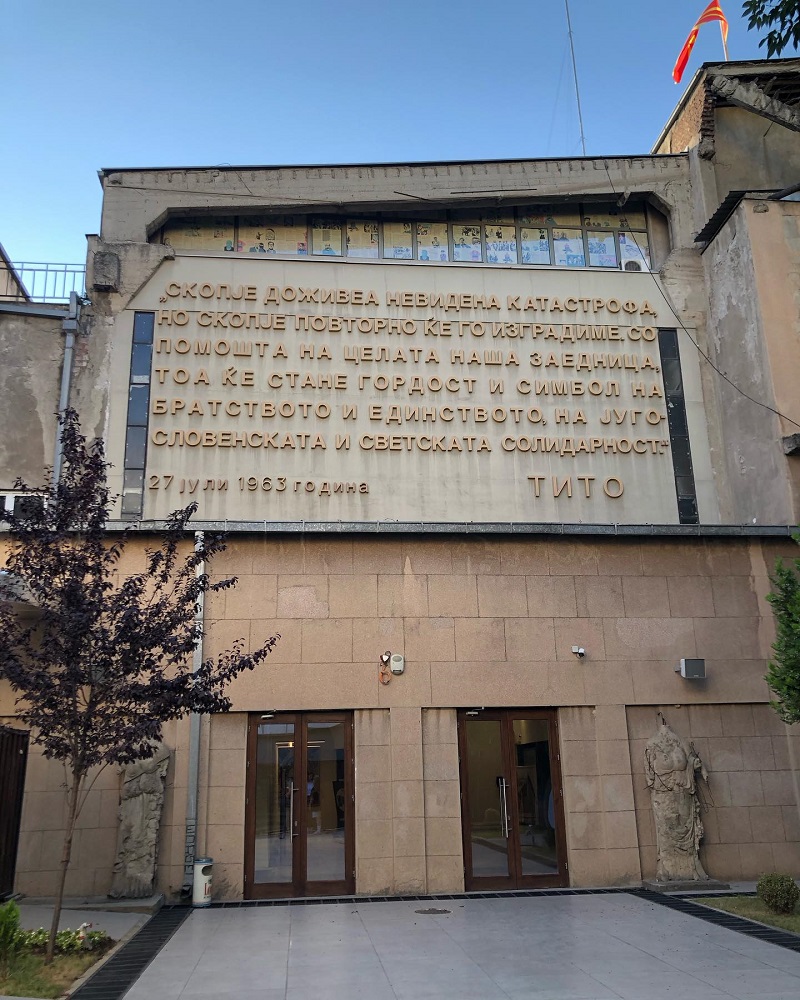 „СКОПЈЕ ДОЖИВЕА НЕВИДЕНА КАТАСТРОФА,
НО СКОПЈЕ ПОВТОРНО ЌЕ ГО ИЗГРАДИМЕ. СО
ПОМОШТА НА ЦЕЛАТА НАША ЗАЕДНИЦА,
ТОА ЌЕ СТАНЕ ГОРДОСТ И СИМБОЛ НА
БРАТСТВОТО И ЕДИНСТВОТО, НА ЈУГО-
СЛОВЕНСКАТА И СВЕТСКАТА СОЛИДАРНОСТ.“
27 јули 1963 година ТИТО